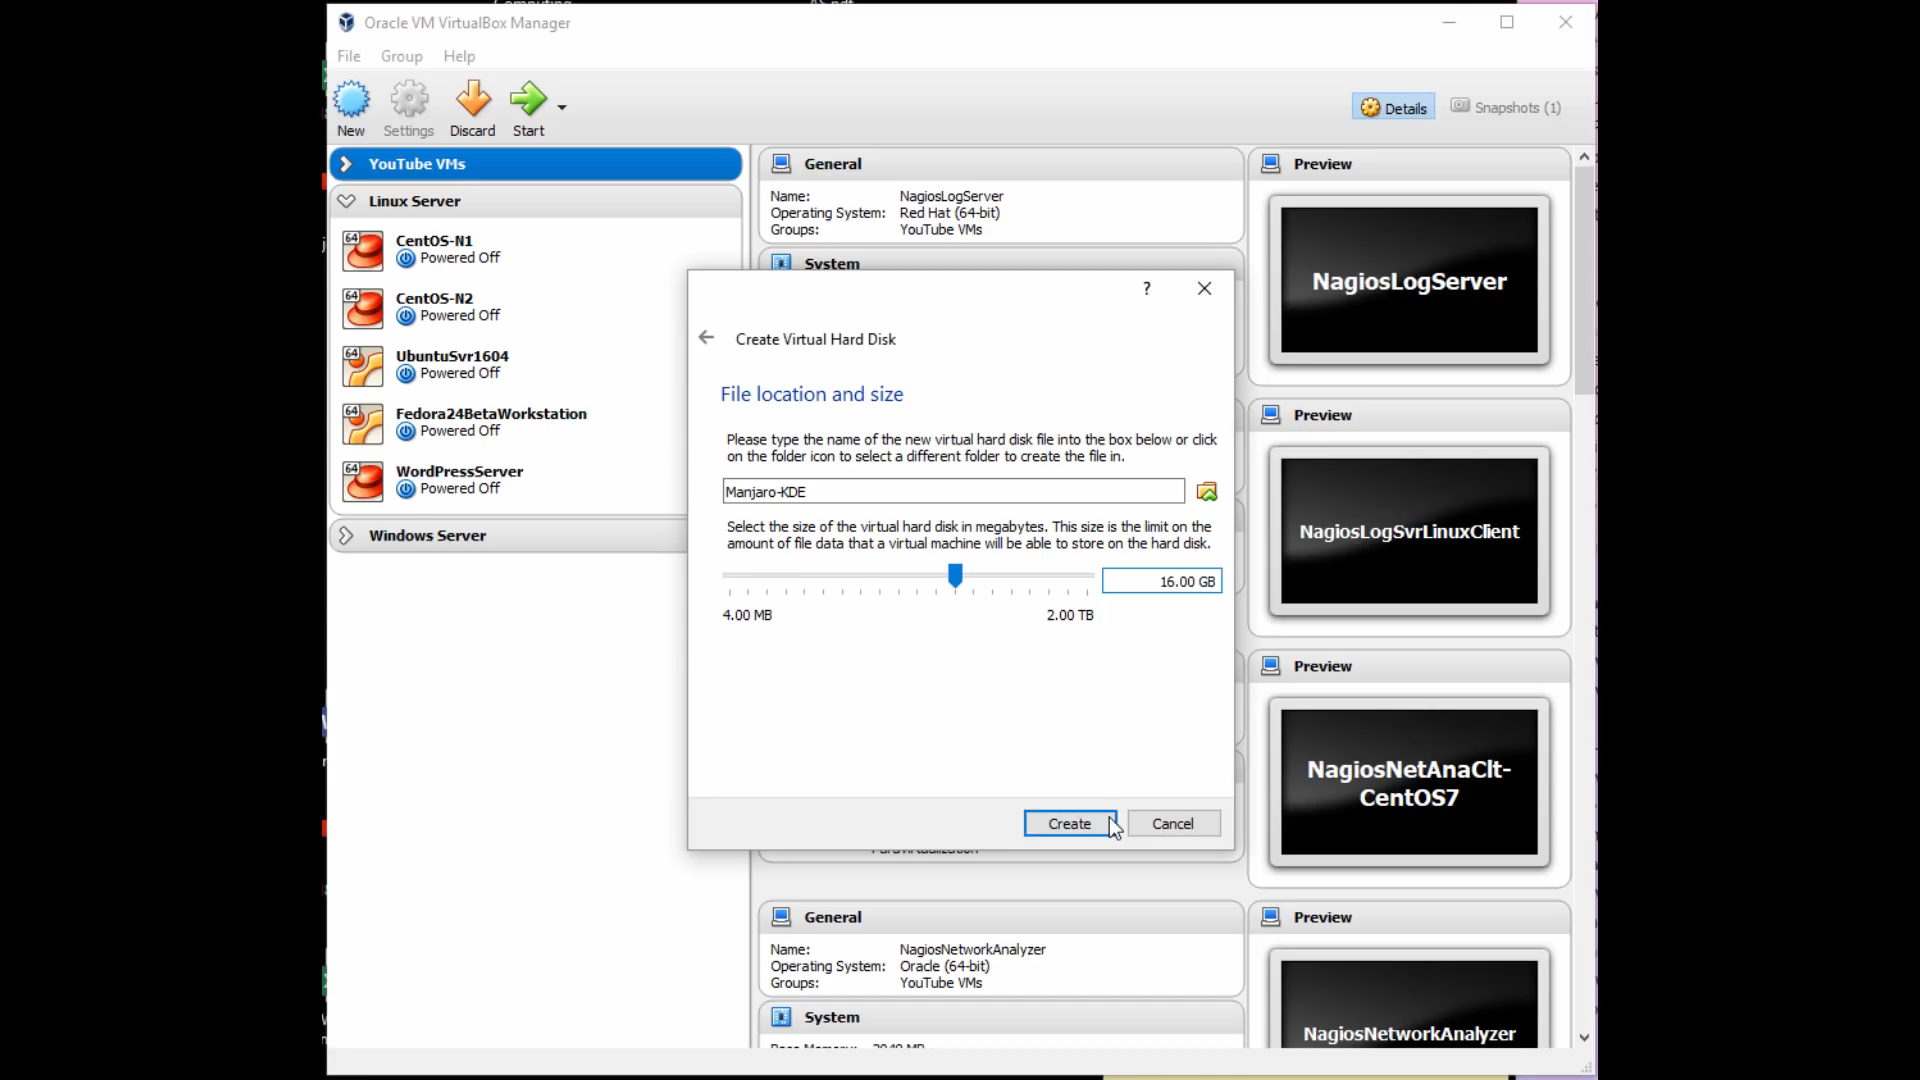 Oracle VM VirtualBox Manager
File Group Help
New Settings Discard Start
Details Snapshots (1)
YouTube VMs
Linux Server
64 CentOS-N1
Powered Off
64 CentOS-N2
Powered Off
64 UbuntuSvr1604
Powered Off
64 Fedora24BetaWorkstation
Powered Off
64 WordPressServer
Powered Off
Windows Server
General
Name: NagiosLogServer
Operating System: Red Hat (64-bit)
Groups: YouTube VMs
System
?
Create Virtual Hard Disk
File location and size
Please type the name of the new virtual hard disk file into the box below or click
on the folder icon to select a different folder to create the file in.
Manjaro-KDE
Select the size of the virtual hard disk in megabytes. This size is the limit on the
amount of file data that a virtual machine will be able to store on the hard disk.
16.00 GB
4.00 MB 2.00 TB
Create Cancel
General
Name: NagiosNetworkAnalyzer
Operating System: Oracle (64-bit)
Groups: YouTube VMs
System
Preview
NagiosLogServer
Preview
NagiosLogSvrLinuxClient
Preview
NagiosNetAnaClt-
CentOS7
Preview
NagiosNetworkAnalyzer